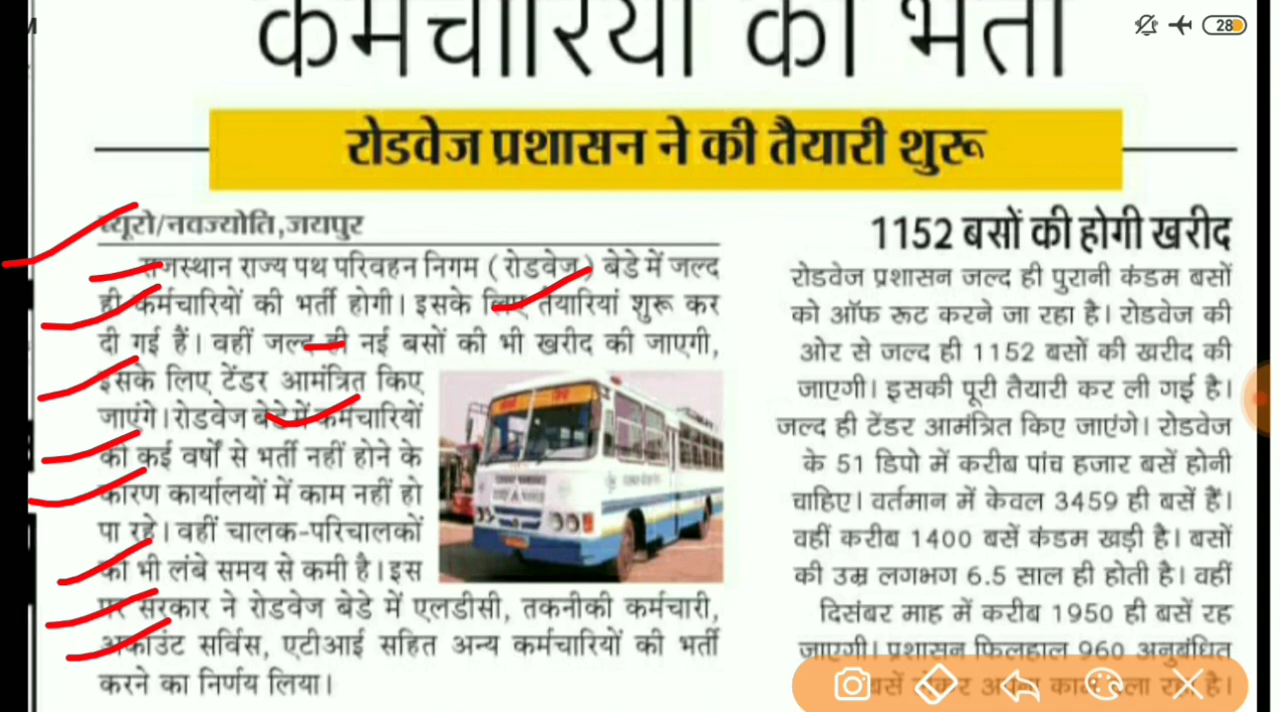 कर्मचारियों की भर्ती
रोडवेज प्रशासन ने की तैयारी शुरू
ब्यूरो/नवज्योति,जयपुर
राजस्थान राज्य पथ परिवहन निगम (रोडवेज) बेडे में जल्द
ही कर्मचारियों की भर्ती होगी। इसके लिए तैयारियां शुरू कर
दी गई हैं। वहीं जल्द ही नई बसों की भी खरीद की जाएगी,
इसके लिए टेंडर आमंत्रित किए
जाएंगे। रोडवेज बेडे में कर्मचारियों
की कई वर्षों से भर्ती नहीं होने के
कारण कार्यालयों में काम नहीं हो
पा रहे। वहीं चालक-परिचालकों
की भी लंबे समय से कमी है। इस
पर सरकार ने रोडवेज बेडे में एलडीसी, तकनीकी कर्मचारी,
अकाउंट सर्विस, एटीआई सहित अन्य कर्मचारियों की भर्ती
करने का निर्णय लिया।
1152 बसों की होगी खरीद
रोडवेज प्रशासन जल्द ही पुरानी कंडम बसों
को ऑफ रूट करने जा रहा है। रोडवेज की
ओर से जल्द ही 1152 बसों की खरीद की
जाएगी। इसकी पूरी तैयारी कर ली गई है।
जल्द ही टेंडर आमंत्रित किए जाएंगे। रोडवेज
के 51 डिपो में करीब पांच हजार बसें होनी
चाहिए। वर्तमान में केवल 3459 ही बसें हैं।
वहीं करीब 1400 बसें कंडम खड़ी है। बसों
की उम्र लगभग 6.5 साल ही होती है। वहीं
दिसंबर माह में करीब 1950 ही बसें रह
जाएगी। प्रशासन फिलहाल 960 अनुबंधित
बसें लेकर अपना काम चला रहा है।
28